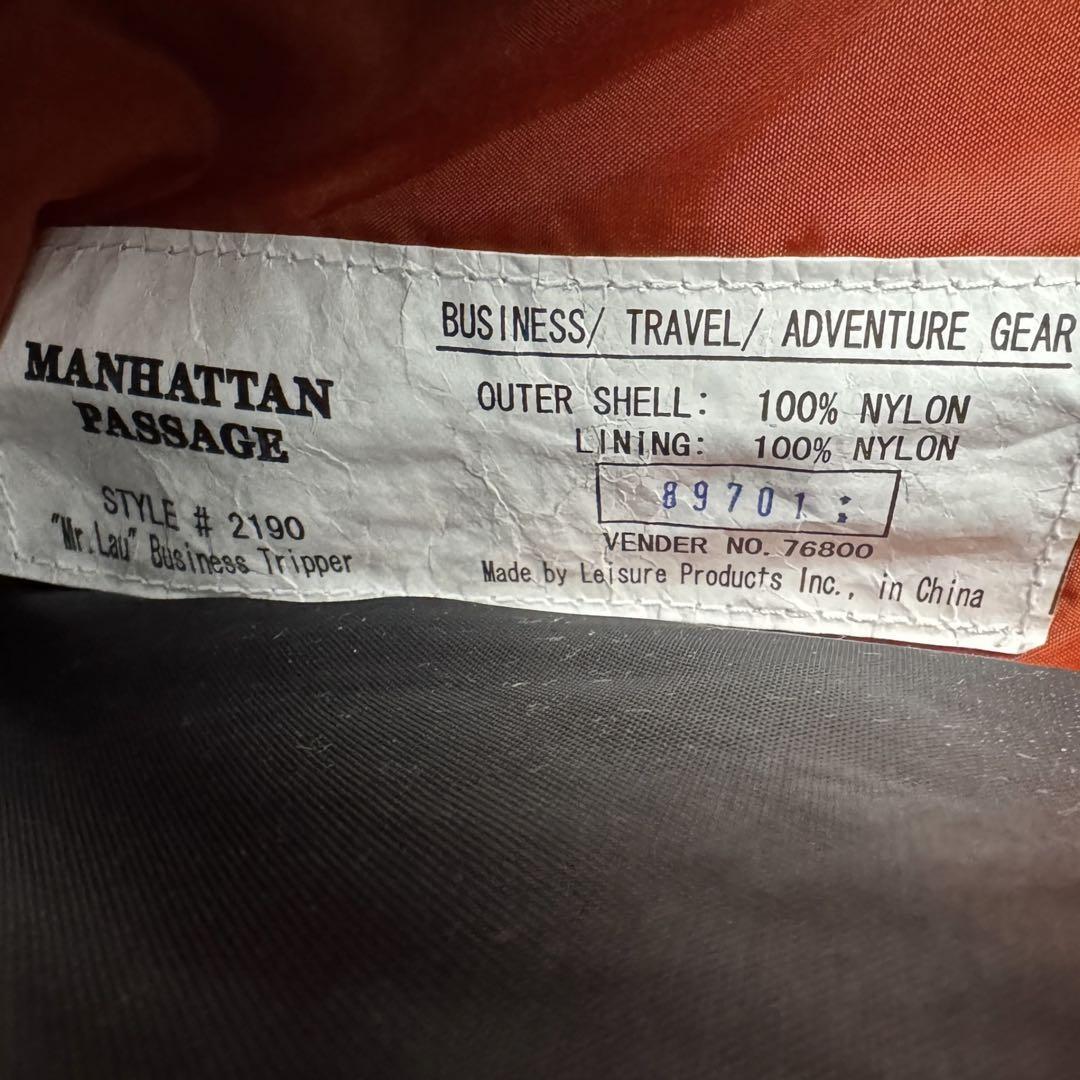 MANHATTAN
PASSAGE
STYLE # 2190
"Mr.Lau" Business Tripper
BUSINESS/ TRAVEL/ ADVENTURE GEAR
OUTER SHELL: 100% NYLON
LINING: 100% NYLON
89701:
VENDER NO. 76800
Made by Leisure Products Inc., in China